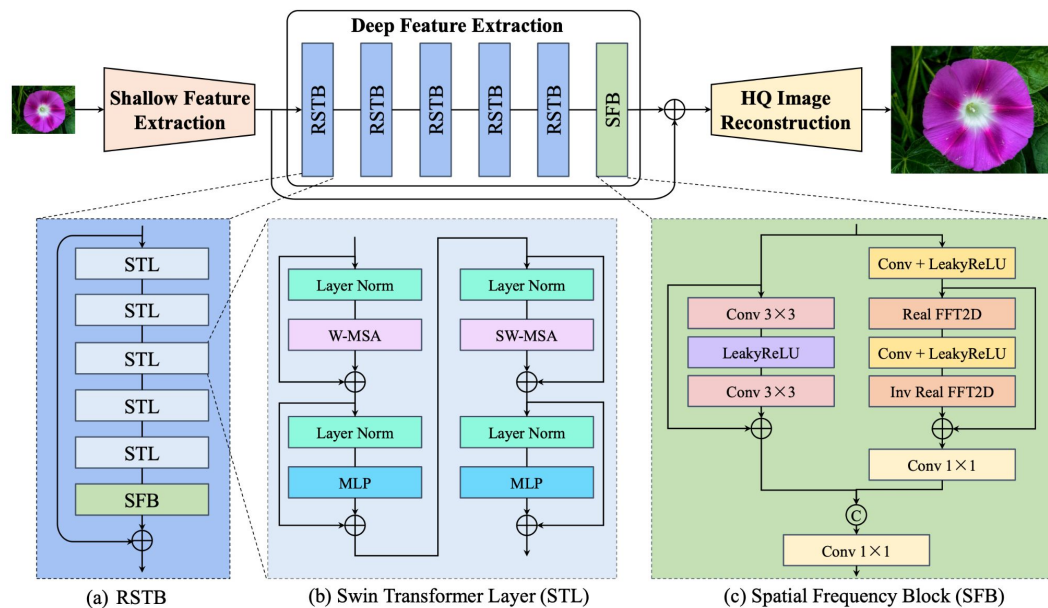 Deep Feature Extraction
Shallow Feature
Extraction
RSTB
RSTB
RSTB
RSTB
RSTB
SFB
HQ Image
Reconstruction
STL
STL
STL
STL
STL
SFB
(a) RSTB
Layer Norm
W-MSA
Layer Norm
MLP
Layer Norm
SW-MSA
Layer Norm
MLP
(b) Swin Transformer Layer (STL)
Conv 3×3
LeakyReLU
Conv 3×3
Conv + LeakyReLU
Real FFT2D
Conv + LeakyReLU
Inv Real FFT2D
Conv 1×1
C
Conv 1×1
(c) Spatial Frequency Block (SFB)